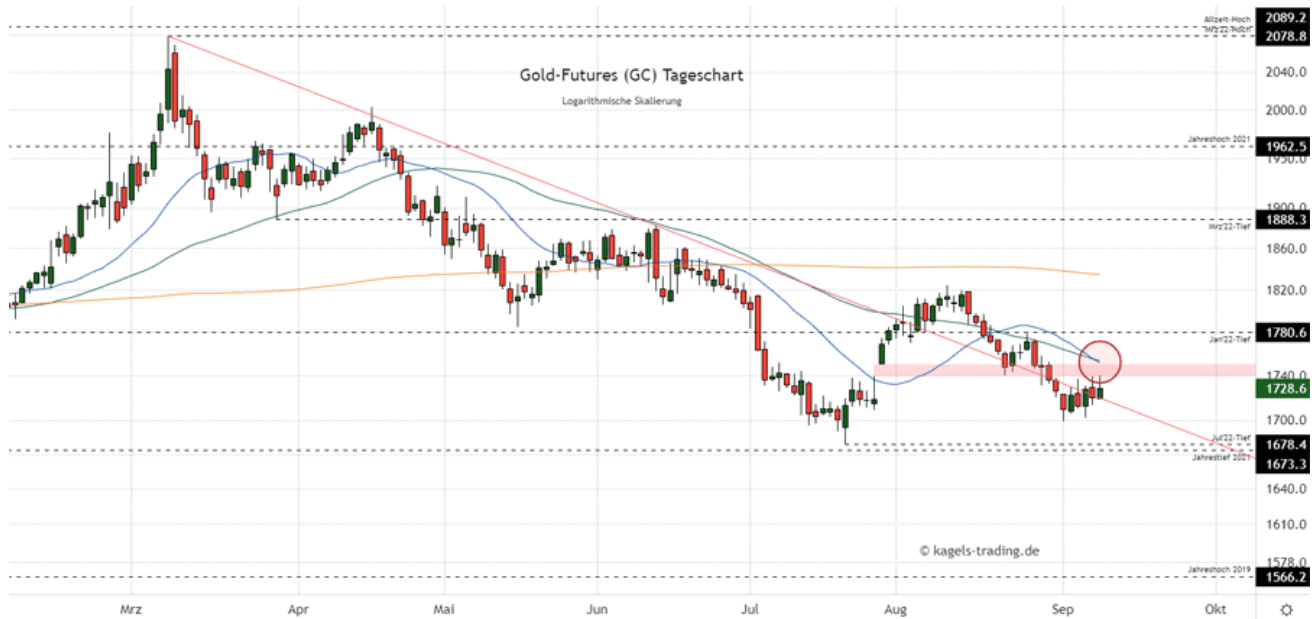 Allzeit-Hoch
2089.2
Mrz'22-Hoch
2078.8
Gold-Futures (GC) Tageschart
2040.0
Logarithmische Skalierung
2000.0
Jahreshoch 2021
1962.5
1950.0
1900.0
1888.3
Mrz'22-Tief
1860.0
1820.0
1780.6
Jan'22-Tief
1740.0
1728.6
1700.0
Jul'22-Tief
1678.4
Jahrestief 2021
1673.3
1640.0
1610.0
© kagels-trading.de
1578.0
Jahreshoch 2019
1566.2
Mrz Apr Mai Jun Jul Aug Sep Okt